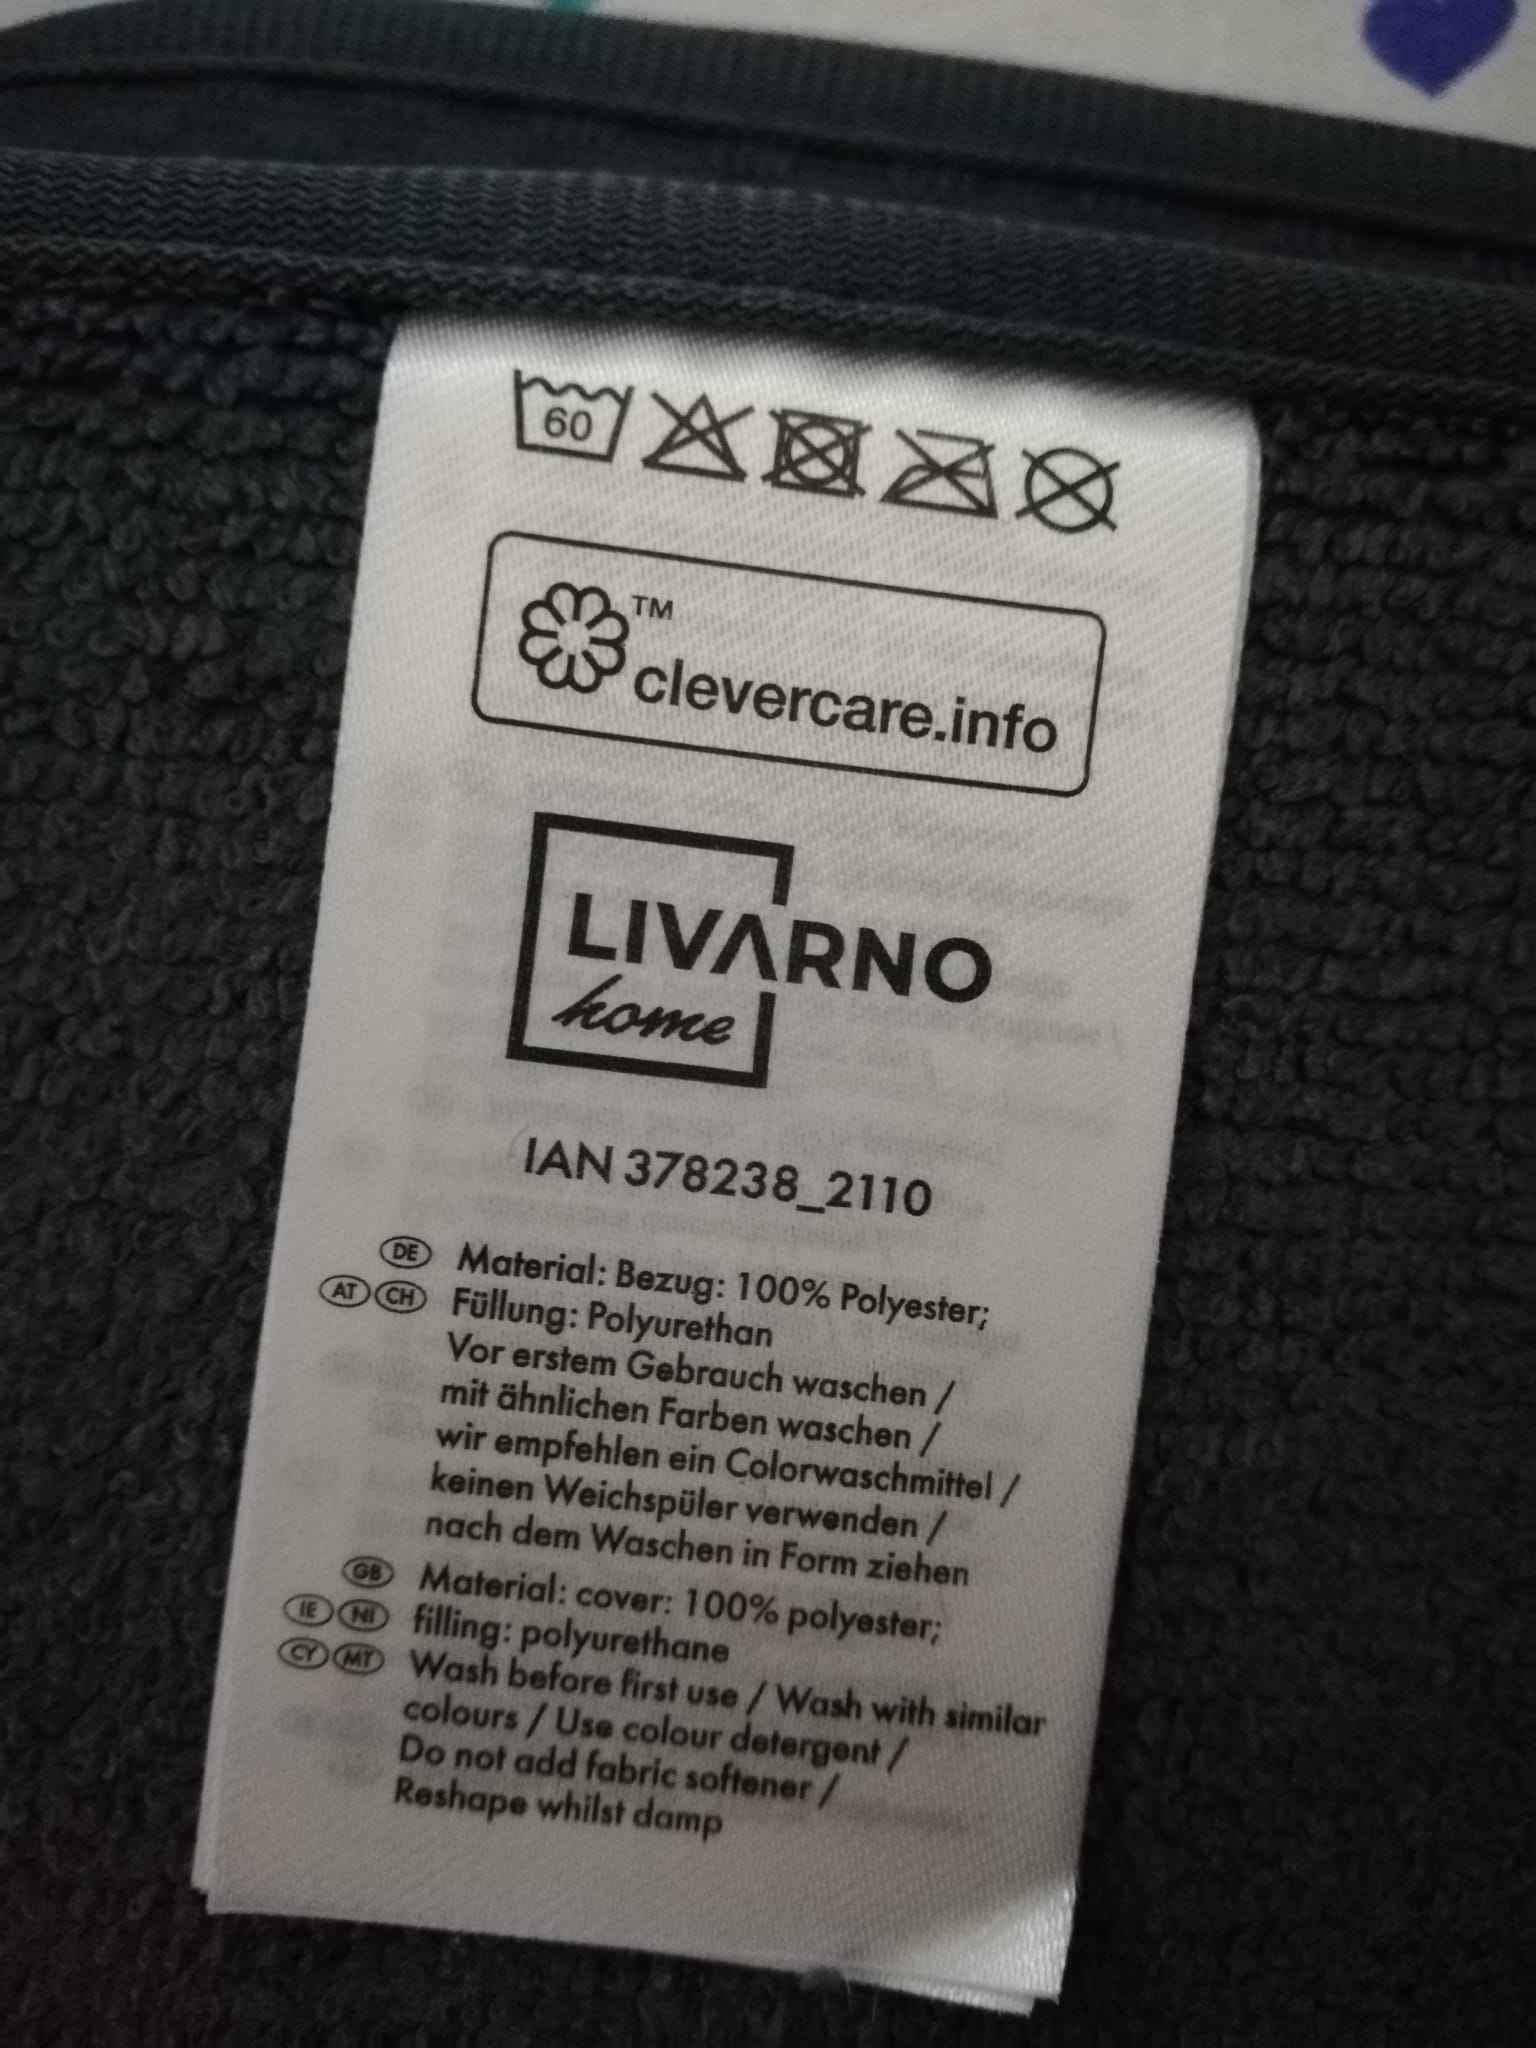 60
TM
clevercare.info
LIVARNO
home
IAN 378238_2110
DE Material: Bezug: 100% Polyester;
AT CH Füllung: Polyurethan
Vor erstem Gebrauch waschen /
mit ähnlichen Farben waschen /
wir empfehlen ein Colorwaschmittel /
keinen Weichspüler verwenden /
nach dem Waschen in Form ziehen
GB Material: cover: 100% polyester;
IE NI filling: polyurethane
CY MT Wash before first use / Wash with similar
colours / Use colour detergent /
Do not add fabric softener /
Reshape whilst damp